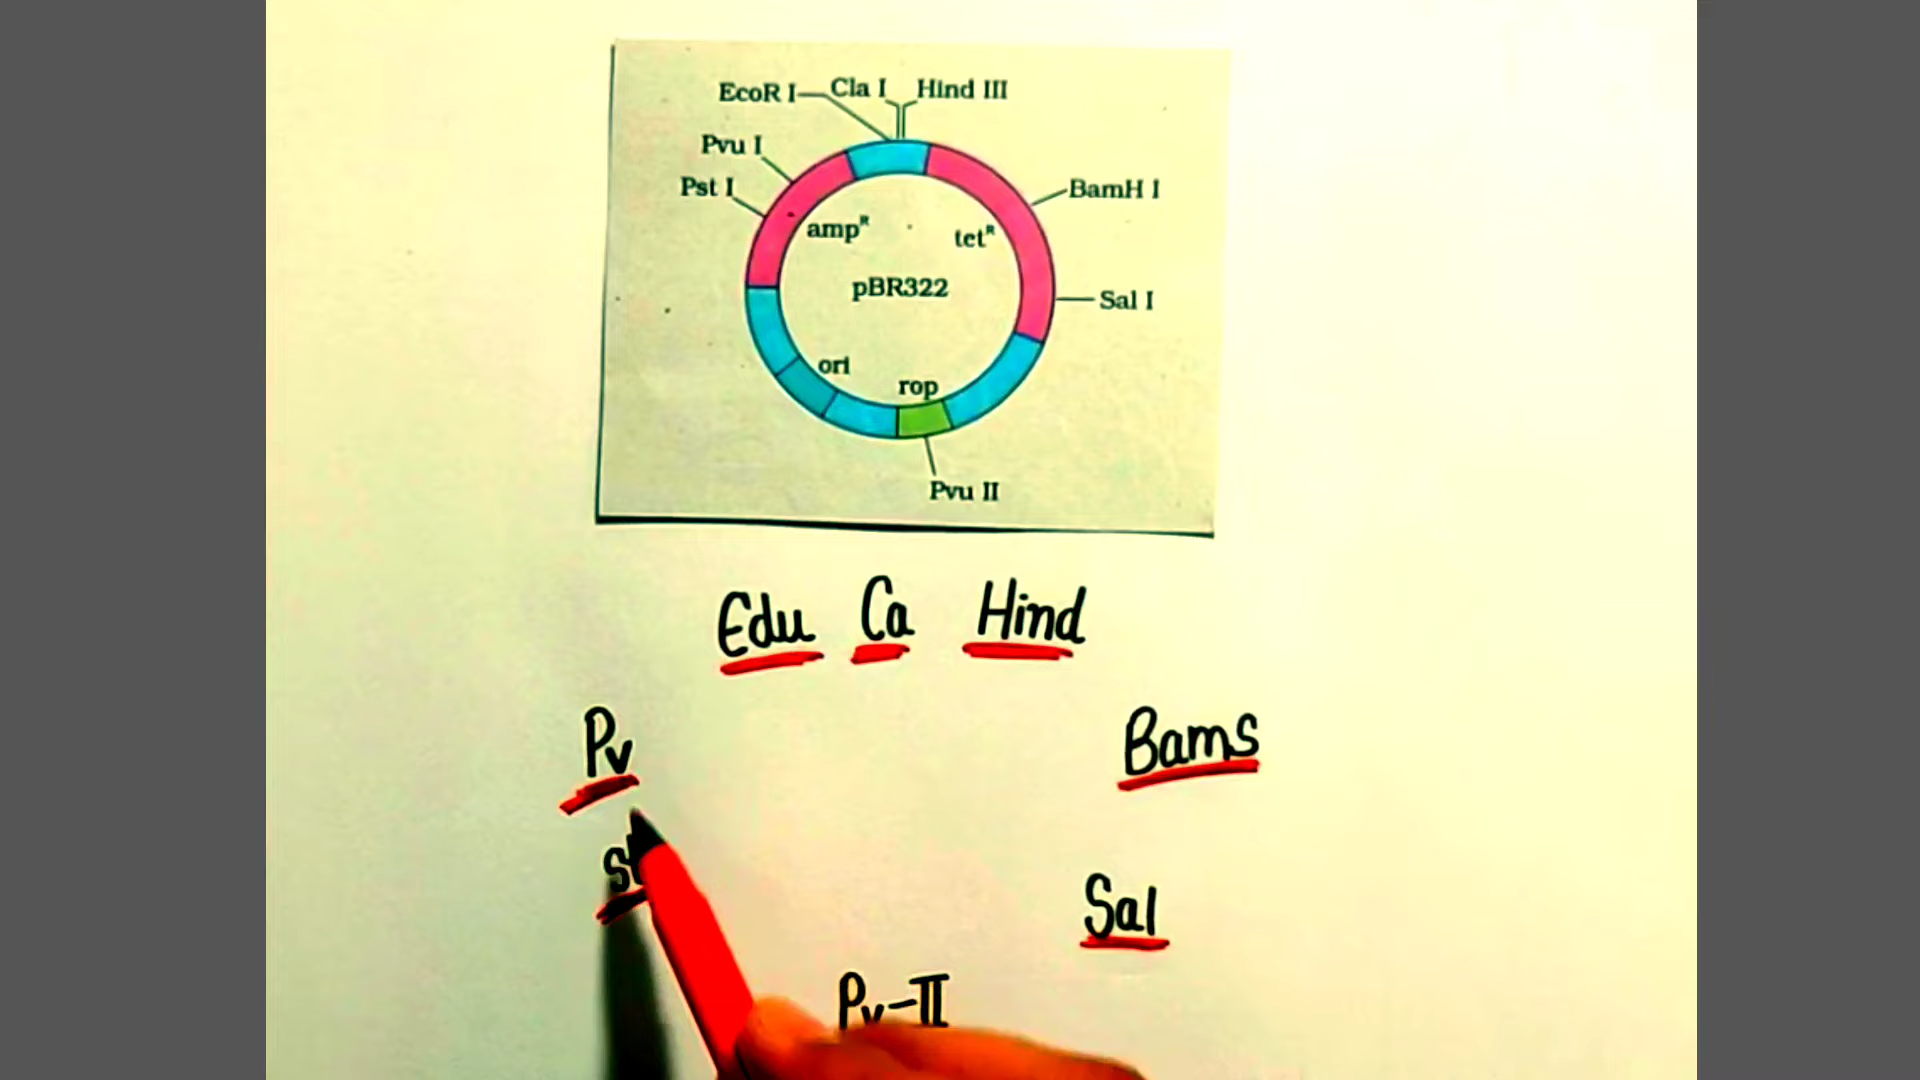 EcoR I Cla I Hind III
Pvu I
Pst I
BamH I
amp^R tet^R
pBR322
Sal I
ori
rop
Pvu II
Edu Ca Hind
Pv Bams
Sal
Pv-II